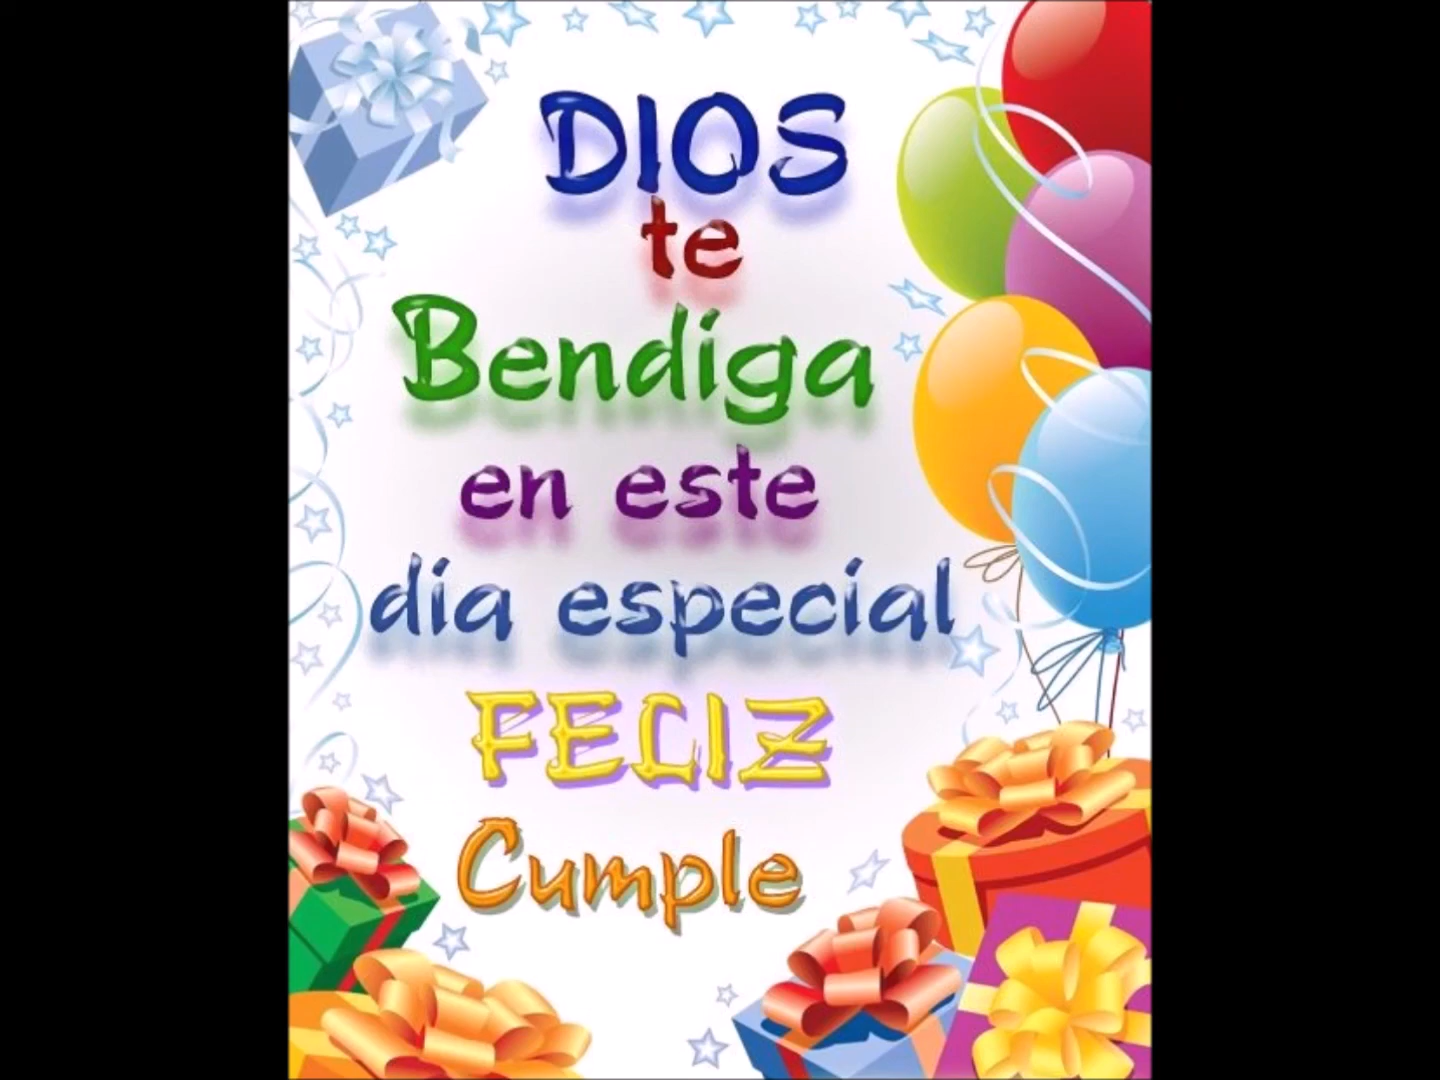 DIOS
te
Bendiga
en este
día especial
FELIZ
Cumple